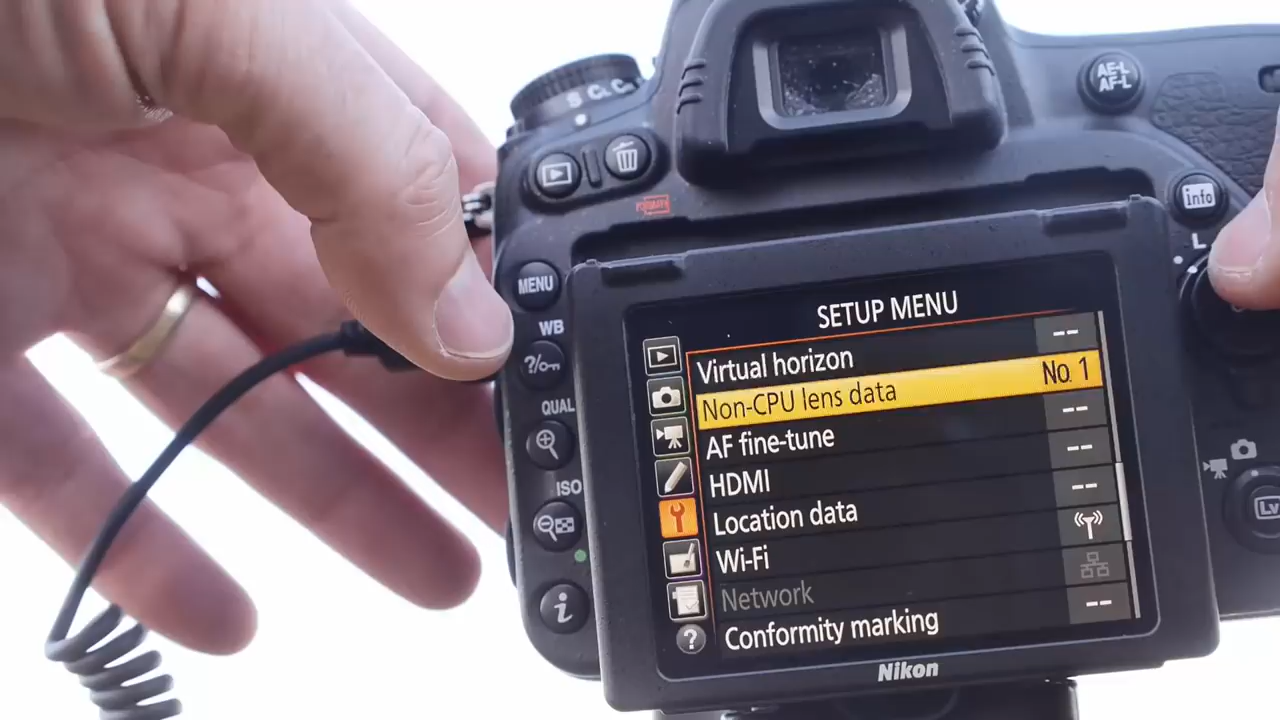 S CL CH
AE-L
AF-L
info
L
FORMAT
MENU
WB
?/
QUAL
ISO
i
SETUP MENU
Virtual horizon --
Non-CPU lens data No. 1
AF fine-tune --
HDMI --
Location data --
Wi-Fi
Network
Conformity marking --
?
Lv
Nikon